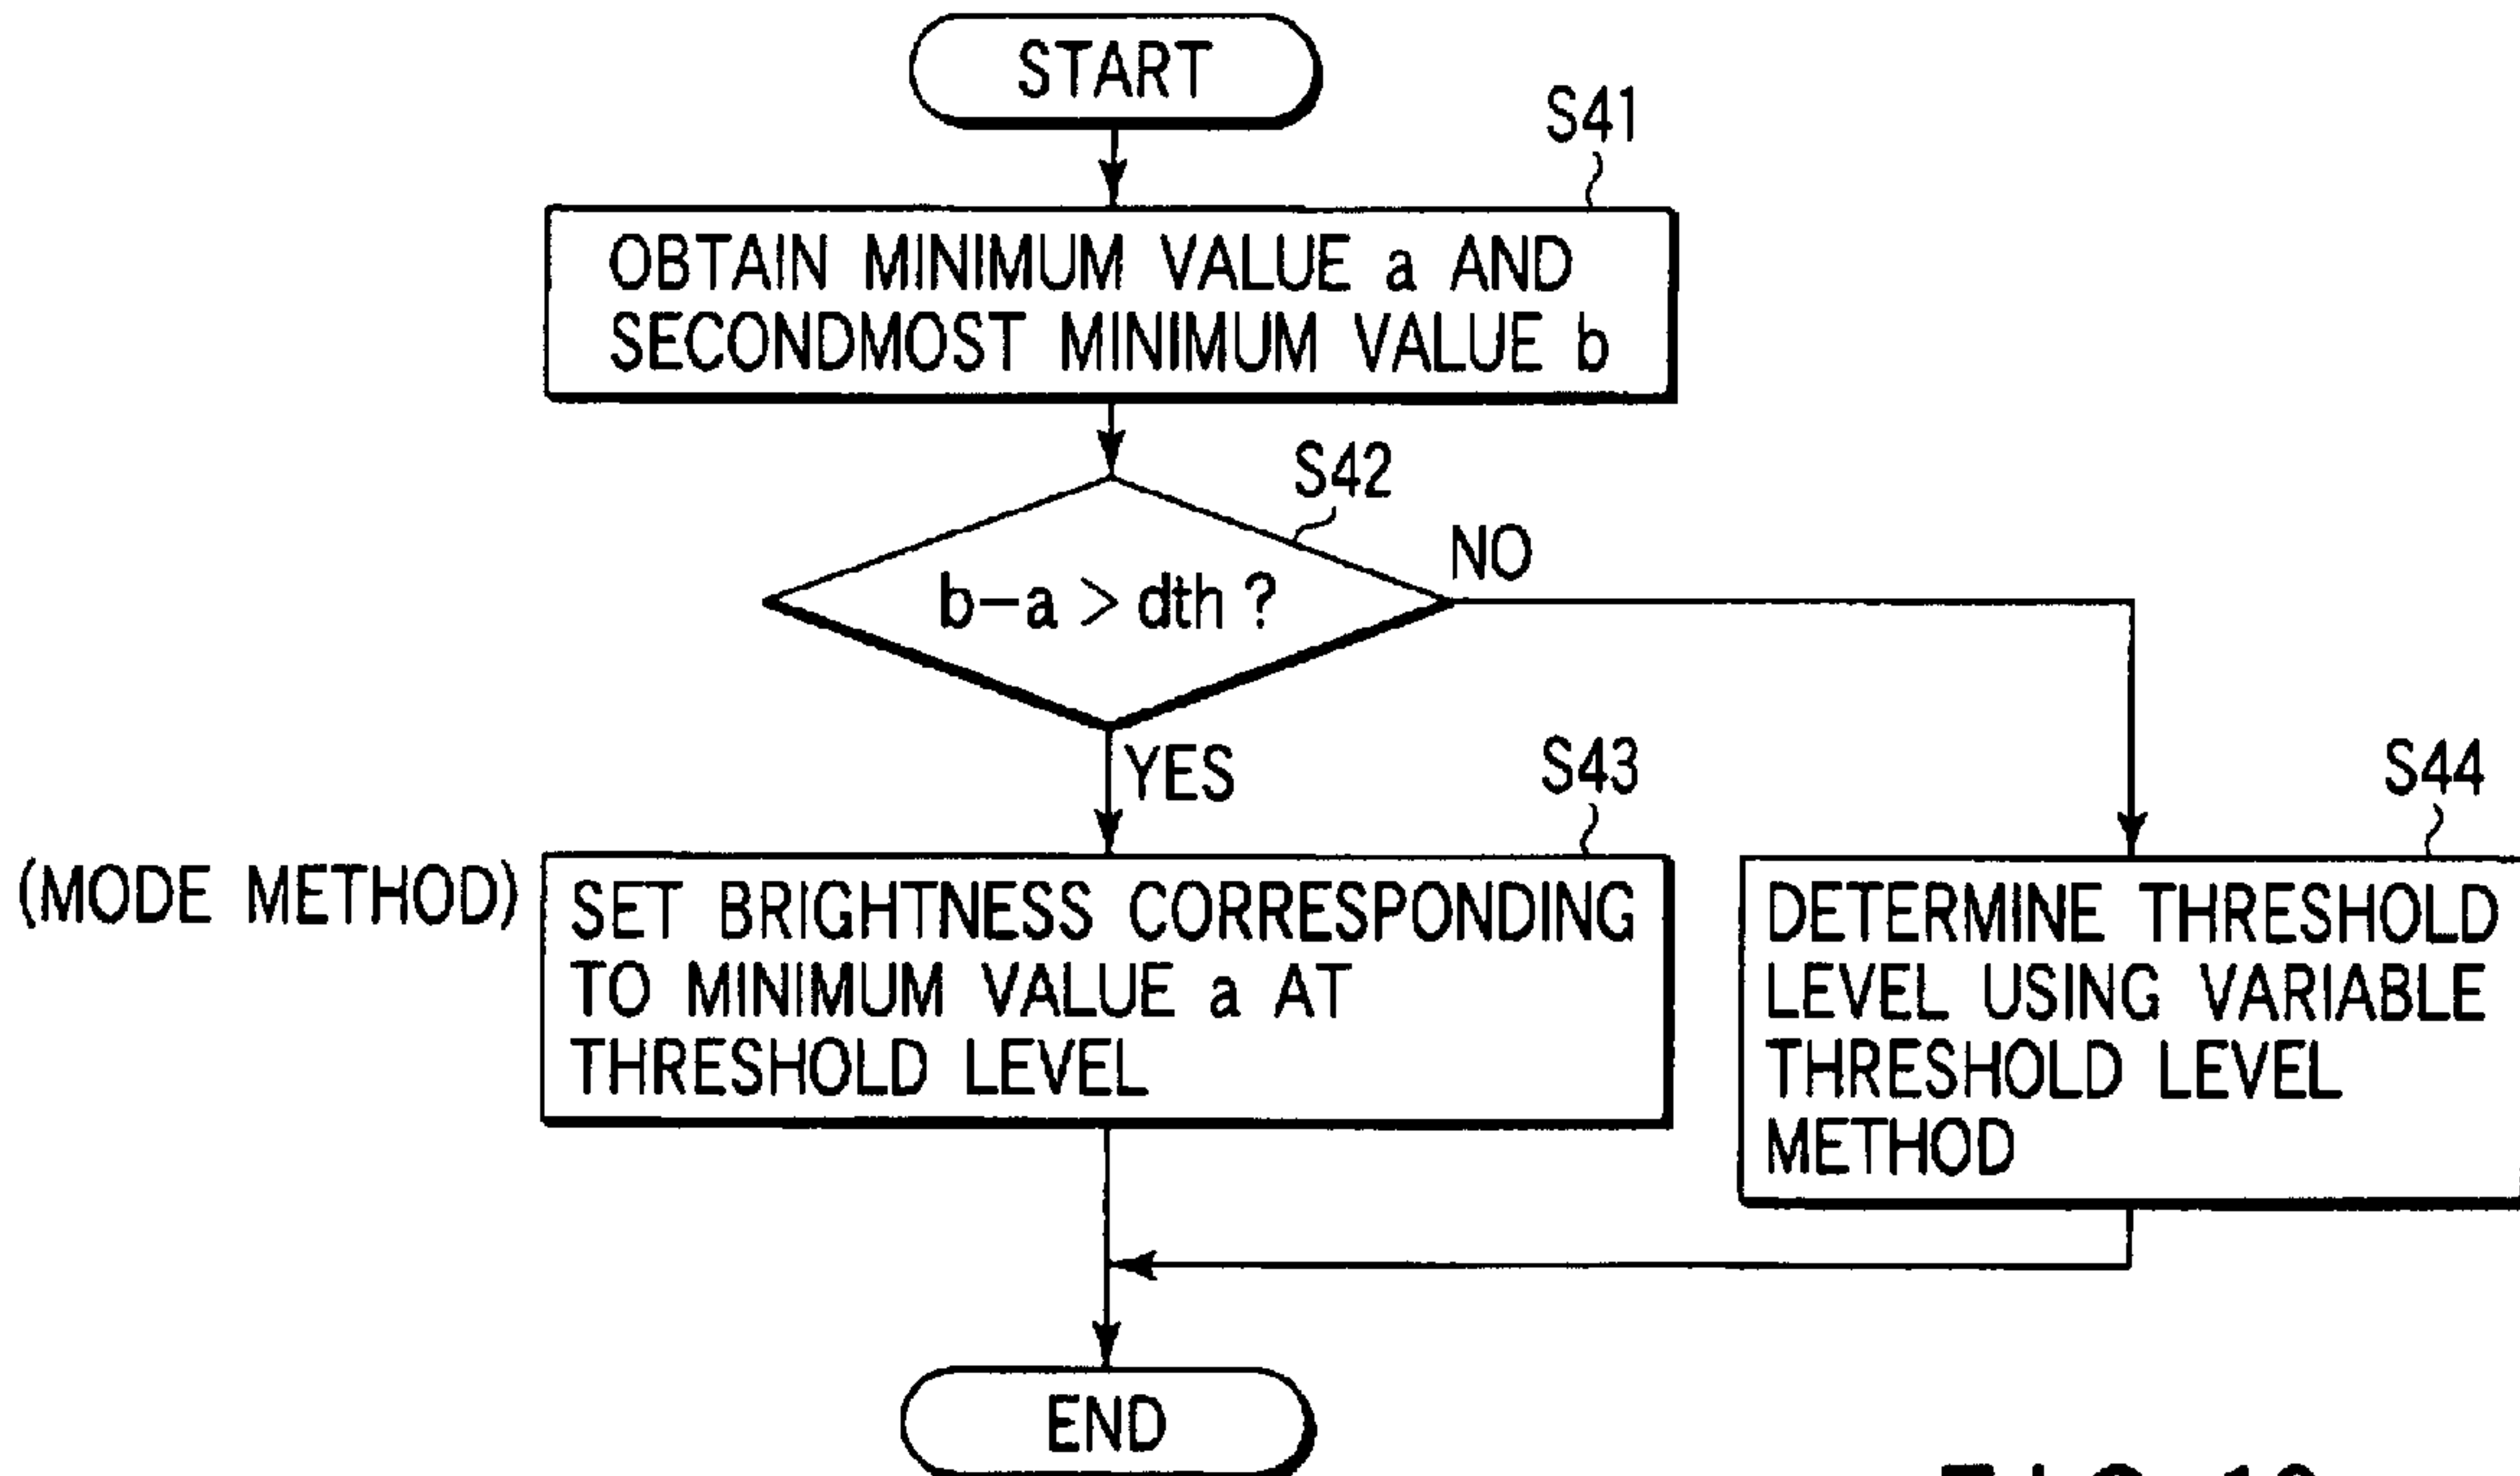 START
S41
OBTAIN MINIMUM VALUE a AND
SECONDMOST MINIMUM VALUE b
S42
b-a > dth ?
NO
YES
S43
S44
(MODE METHOD)
SET BRIGHTNESS CORRESPONDING
TO MINIMUM VALUE a AT
THRESHOLD LEVEL
DETERMINE THRESHOLD
LEVEL USING VARIABLE
THRESHOLD LEVEL
METHOD
END